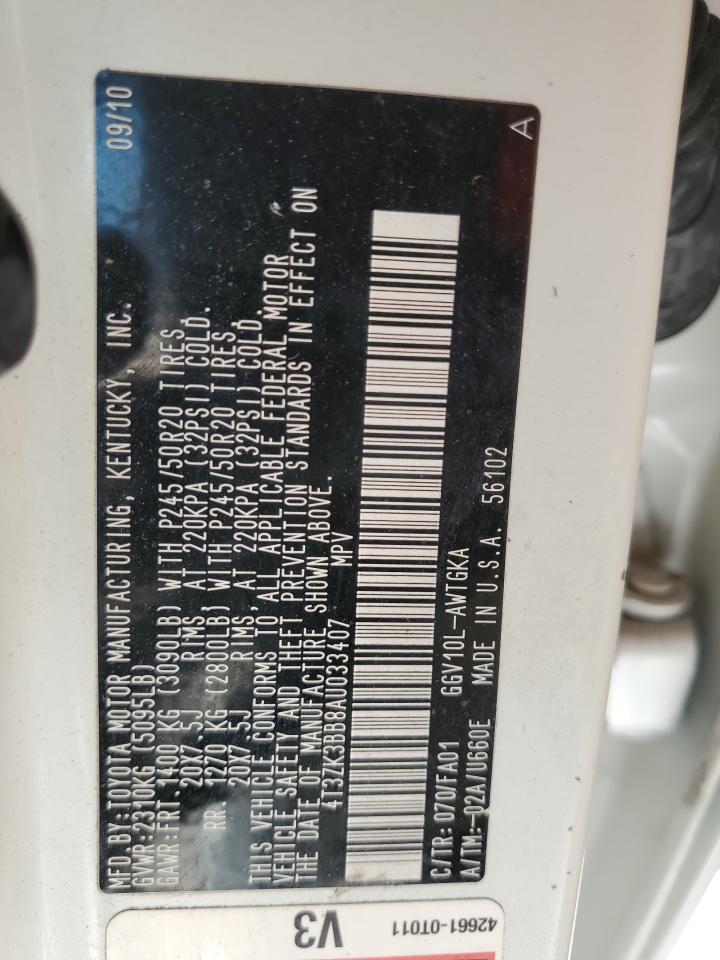 MFD. BY:TOYOTA MOTOR MANUFACTURING, KENTUCKY, INC. 09/10
GVWR:2310KG (5095LB)
GAWR:FRT 1400 KG (3090LB) WITH P245/50R20 TIRES
20X7.5J RIMS, AT 220KPA (32PSI) COLD.
RR 1270 KG (2800LB) WITH P245/50R20 TIRES,
20X7.5J RIMS, AT 220KPA (32PSI) COLD.
THIS VEHICLE CONFORMS TO ALL APPLICABLE FEDERAL MOTOR
VEHICLE SAFETY AND THEFT PREVENTION STANDARDS IN EFFECT ON
THE DATE OF MANUFACTURE SHOWN ABOVE.
4T3ZK3BB8AU033407 MPV
C/TR: 070/FA01 GGV10L-AWTGKA
A/TM:-02A/U660E MADE IN U.S.A. 56102 A
42661-0T011
V3